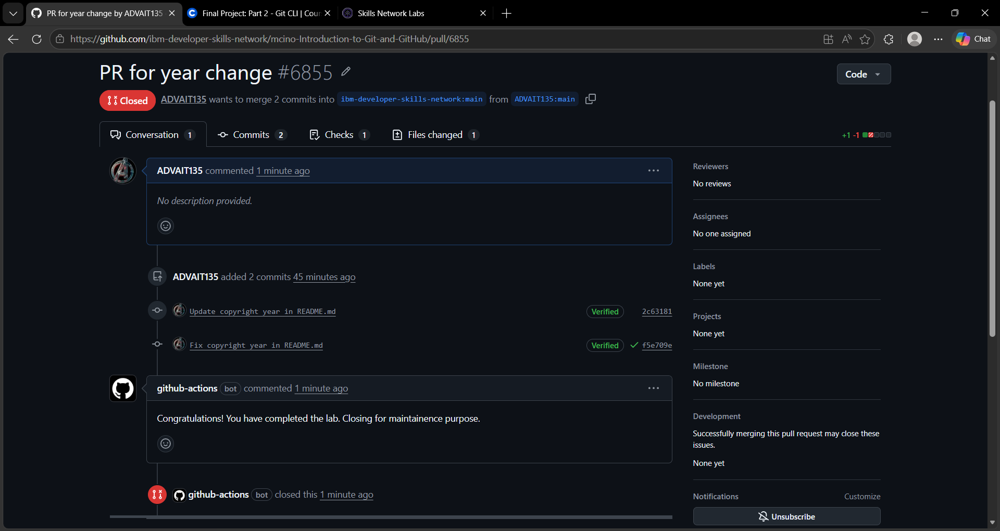 PR for year change by ADVAIT135
Final Project: Part 2 - Git CLI | Cour
Skills Network Labs
https://github.com/ibm-developer-skills-network/mcino-Introduction-to-Git-and-GitHub/pull/6855
Chat
PR for year change #6855
Code
Closed
ADVAIT135 wants to merge 2 commits into ibm-developer-skills-network:main from ADVAIT135:main
Conversation 1
Commits 2
Checks 1
Files changed 1
+1 -1
ADVAIT135 commented 1 minute ago
No description provided.
ADVAIT135 added 2 commits 45 minutes ago
Update copyright year in README.md
Verified
2c63181
Fix copyright year in README.md
Verified
f5e709e
github-actions bot commented 1 minute ago
Congratulations! You have completed the lab. Closing for maintainence purpose.
github-actions bot closed this 1 minute ago
Reviewers
No reviews
Assignees
No one assigned
Labels
None yet
Projects
None yet
Milestone
No milestone
Development
Successfully merging this pull request may close these
issues.
None yet
Notifications
Customize
Unsubscribe